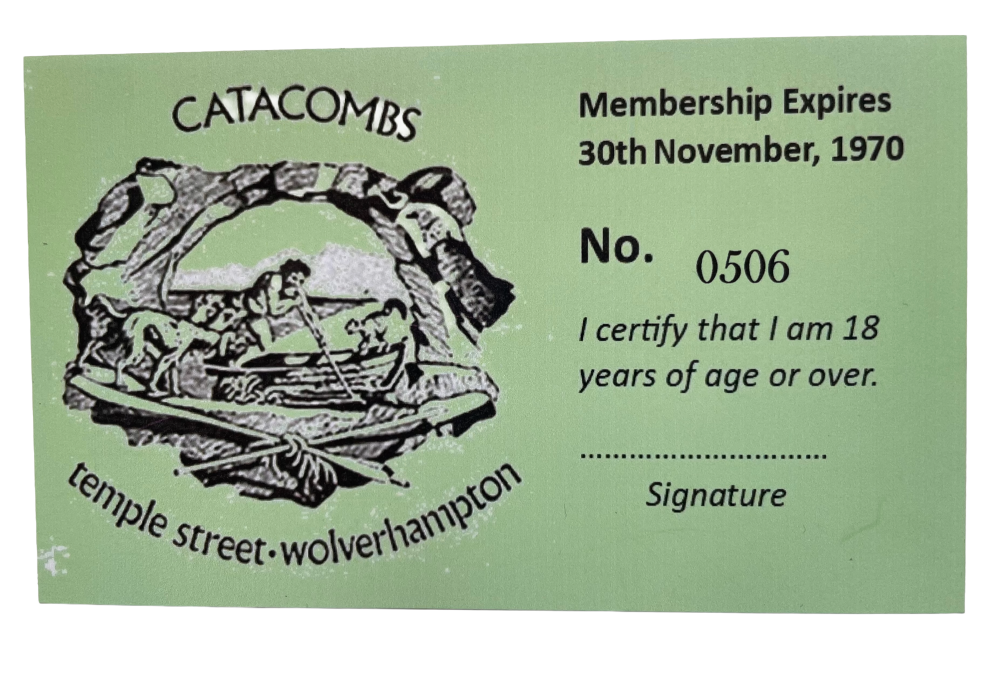 CATACOMBS
temple street·wolverhampton
Membership Expires
30th November, 1970
No. 0506
I certify that I am 18
years of age or over.
..............................
Signature